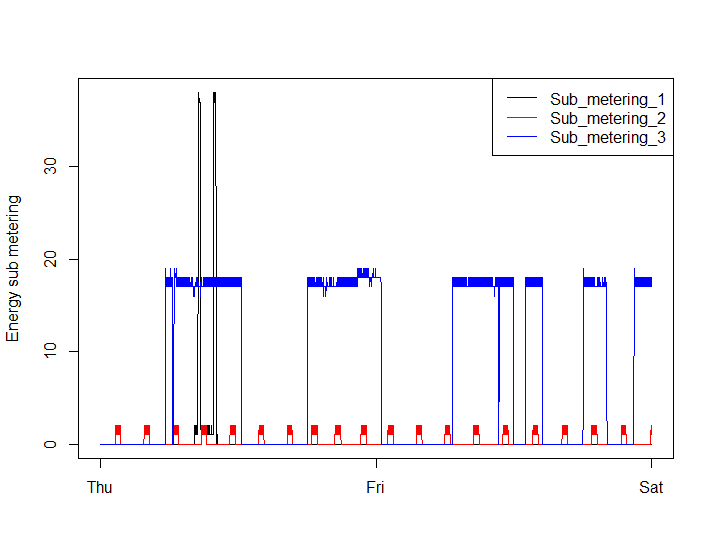 Sub_metering_1
Sub_metering_2
Sub_metering_3
Energy sub metering
30
20
10
0
Thu Fri Sat